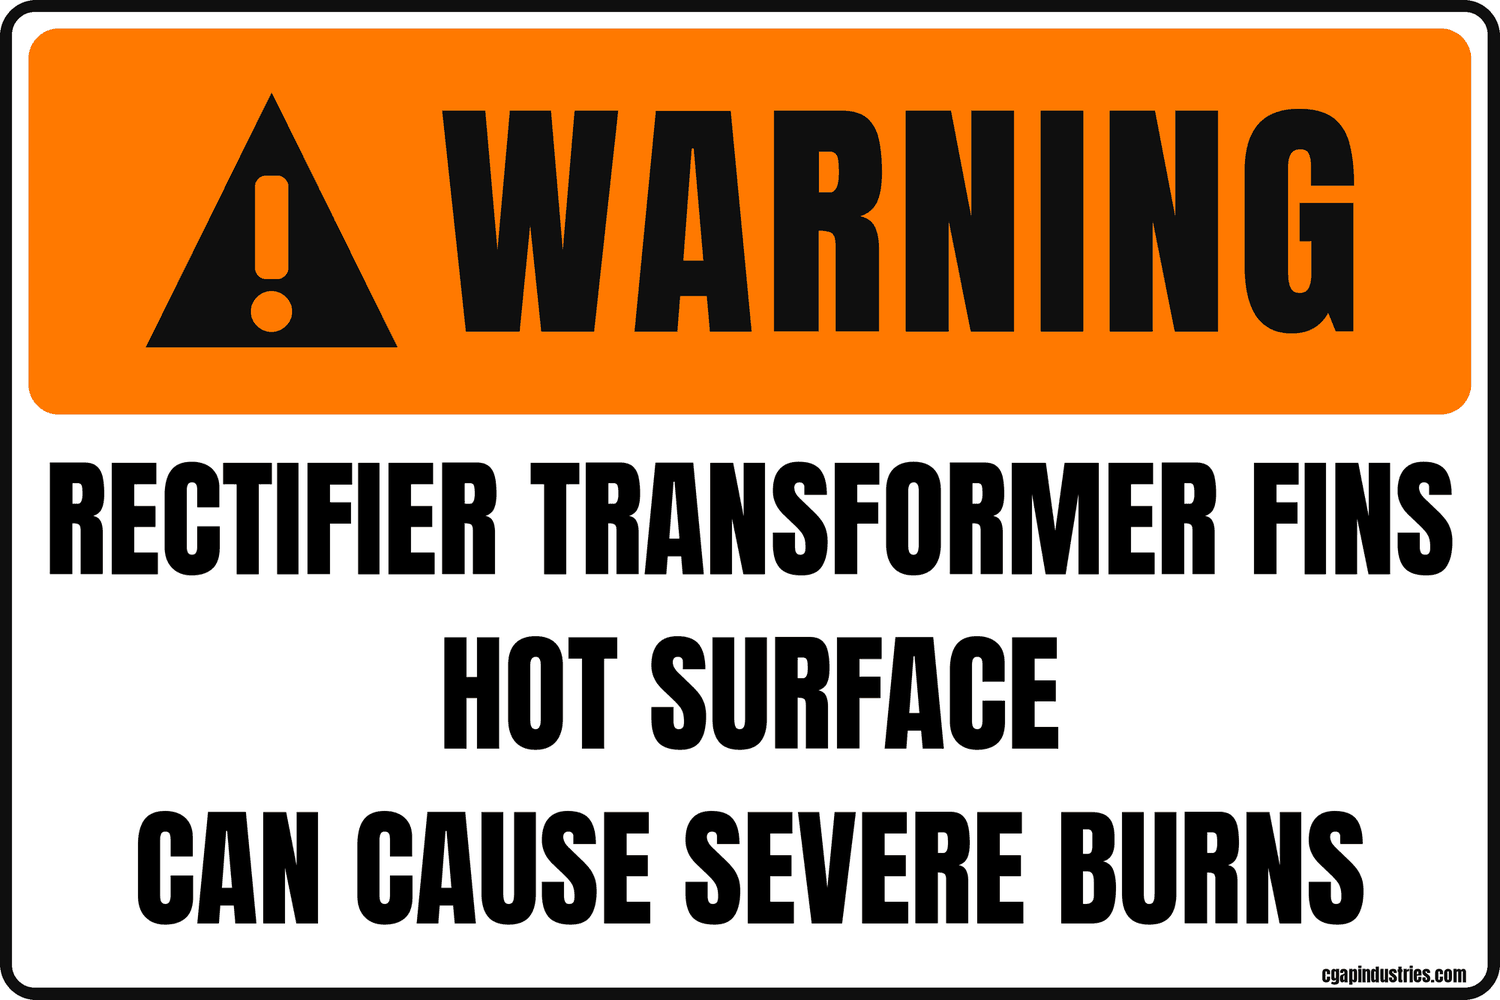 WARNING
RECTIFIER TRANSFORMER FINS
HOT SURFACE
CAN CAUSE SEVERE BURNS
cgapindustries.com